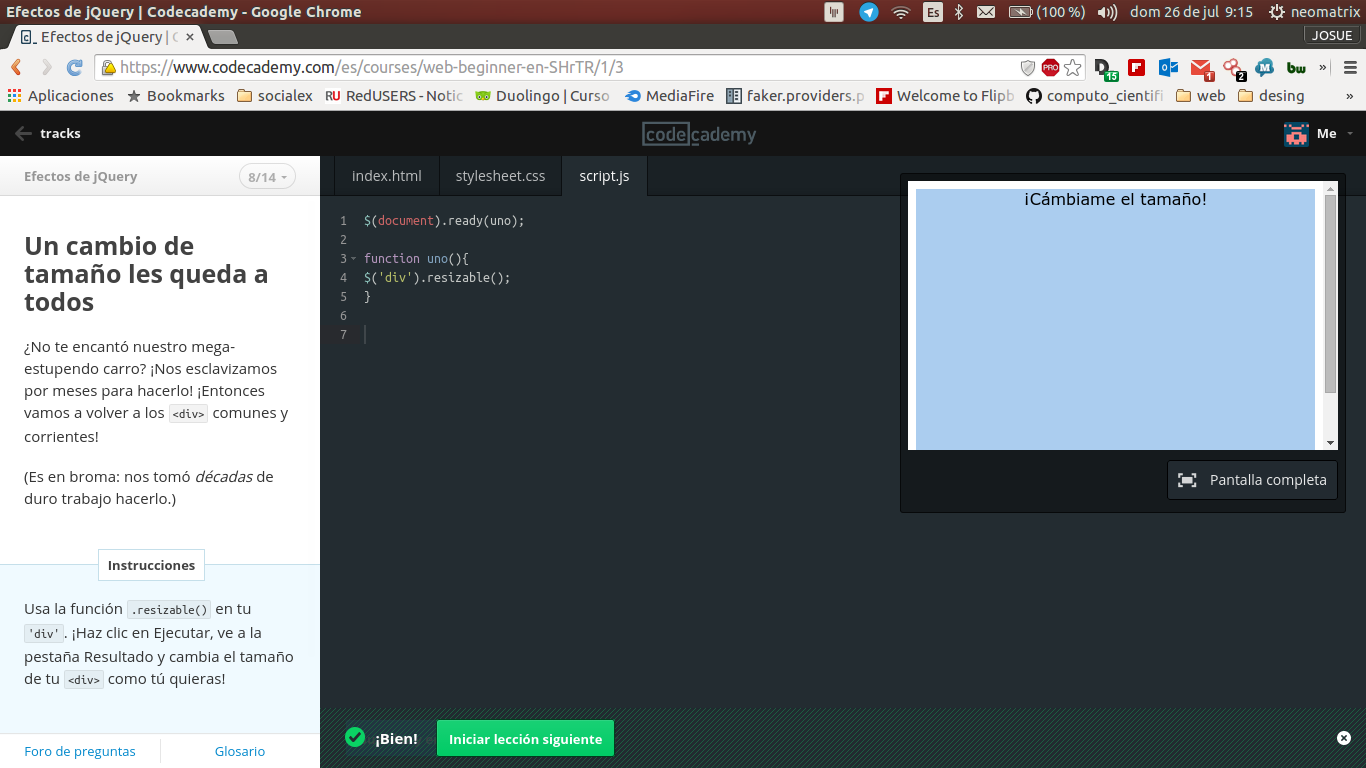 Efectos de jQuery | Codecademy - Google Chrome
Es (100 %) dom 26 de jul 9:15 neomatrix
Efectos de jQuery | C × JOSUE
https://www.codecademy.com/es/courses/web-beginner-en-SHrTR/1/3 PRO 15 1 2 bw »
Aplicaciones Bookmarks socialex RU RedUSERS - Notic Duolingo | Curso MediaFire faker.providers.p Welcome to Flipb computo_cientifi web desing »
tracks codecademy Me
Efectos de jQuery 8/14
index.html stylesheet.css script.js
Un cambio de
tamaño les queda a
todos
¿No te encantó nuestro mega-
estupendo carro? ¡Nos esclavizamos
por meses para hacerlo! ¡Entonces
vamos a volver a los <div> comunes y
corrientes!
(Es en broma: nos tomó décadas de
duro trabajo hacerlo.)
Instrucciones
Usa la función .resizable() en tu
'div'. ¡Haz clic en Ejecutar, ve a la
pestaña Resultado y cambia el tamaño
de tu <div> como tú quieras!
Foro de preguntas Glosario
1 $(document).ready(uno);
2
3 function uno(){
4 $('div').resizable();
5 }
6
7
¡Cámbiame el tamaño!
Pantalla completa
¡Bien! Iniciar lección siguiente